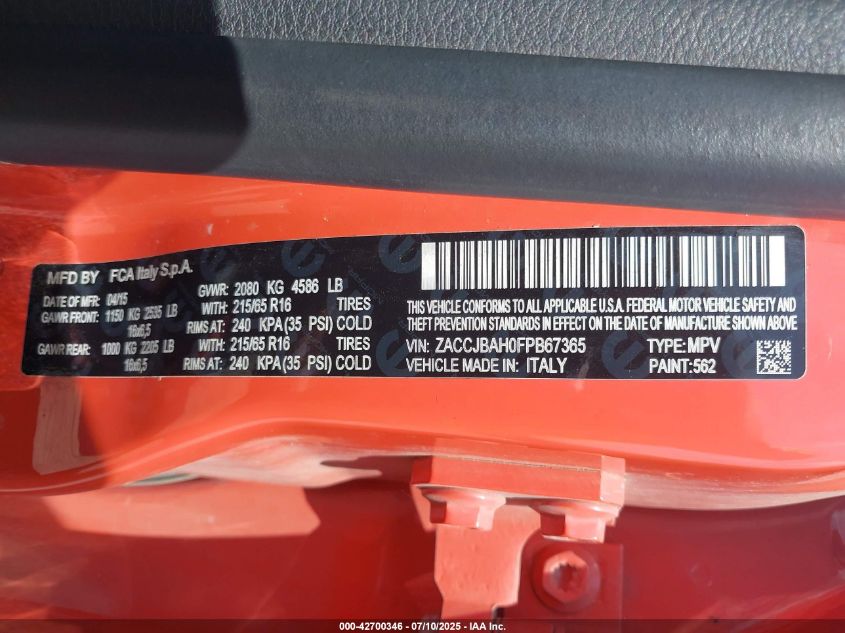 MFD BY FCA Italy S.p.A.
DATE OF MFR 04/15 GVWR: 2080 KG 4586 LB
GAWR FRONT: 1150 KG 2535 LB WITH: 215/65 R16 TIRES
16x6,5 RIMS AT: 240 KPA(35 PSI) COLD
GAWR REAR: 1000 KG 2205 LB WITH: 215/65 R16 TIRES
16x6,5 RIMS AT: 240 KPA(35 PSI) COLD
THIS VEHICLE CONFORMS TO ALL APPLICABLE U.S.A. FEDERAL MOTOR VEHICLE SAFETY AND
THEFT PREVENTION STANDARDS IN EFFECT ON THE DATE OF MANUFACTURE SHOWN ABOVE.
VIN: ZACCJBAH0FPB67365 TYPE:MPV
VEHICLE MADE IN: ITALY PAINT:562
000-42700346 - 07/10/2025 - IAA Inc.